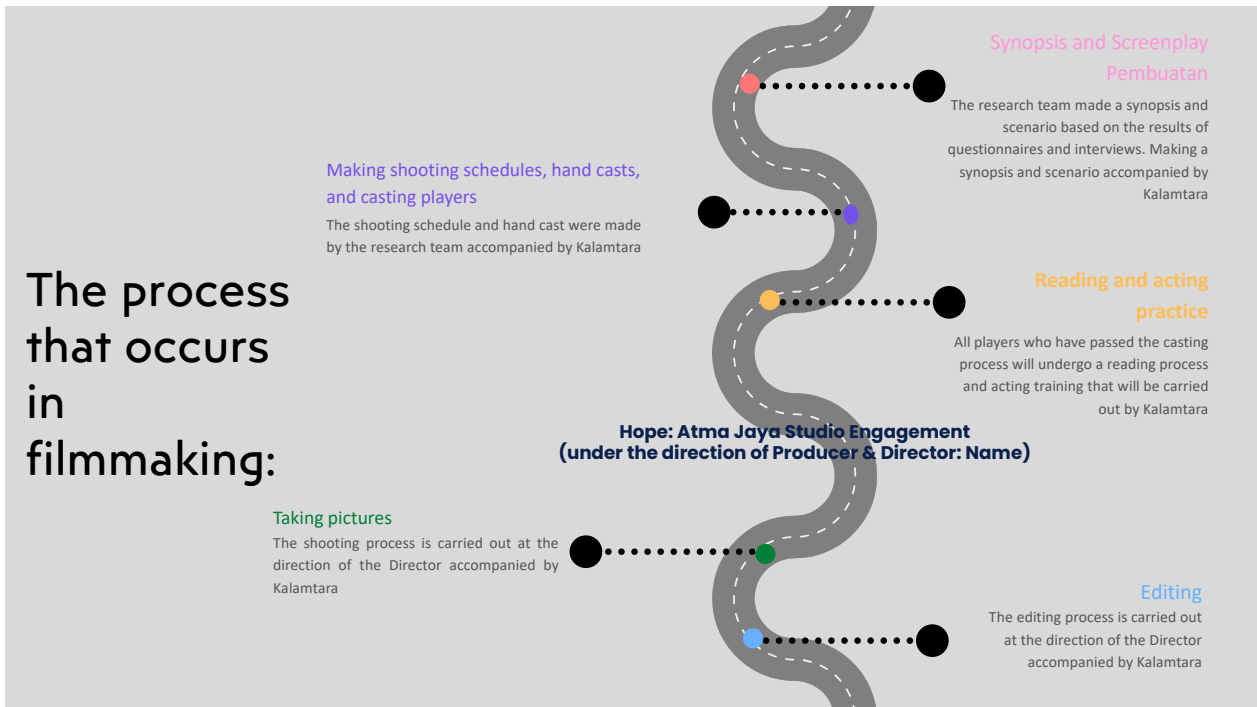 The process
that occurs
in
filmmaking:
Synopsis and Screenplay
Pembuatan
The research team made a synopsis and
scenario based on the results of
questionnaires and interviews. Making a
synopsis and scenario accompanied by
Kalamtara
Making shooting schedules, hand casts,
and casting players
The shooting schedule and hand cast were made
by the research team accompanied by Kalamtara
Reading and acting
practice
All players who have passed the casting
process will undergo a reading process
and acting training that will be carried
out by Kalamtara
Hope: Atma Jaya Studio Engagement
(under the direction of Producer & Director: Name)
Taking pictures
The shooting process is carried out at the
direction of the Director accompanied by
Kalamtara
Editing
The editing process is carried out
at the direction of the Director
accompanied by Kalamtara